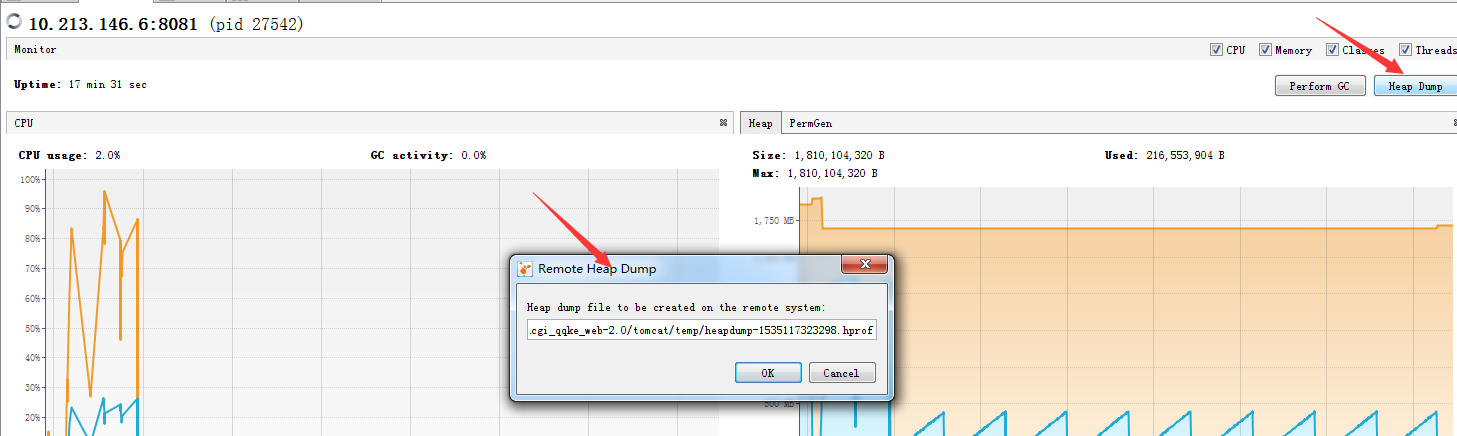 10.213.146.6:8081 (pid 27542)
Monitor
CPU Memory Classes Threads
Uptime: 17 min 31 sec
Perform GC Heap Dump
CPU
CPU usage: 2.0% GC activity: 0.0%
100%
90%
80%
70%
60%
50%
40%
30%
20%
Heap PermGen
Size: 1,810,104,320 B Used: 216,553,904 B
Max: 1,810,104,320 B
1,750 MB
500 MB
Remote Heap Dump
Heap dump file to be created on the remote system:
.cgi_qqke_web-2.0/tomcat/temp/heapdump-1535117323298.hprof
OK Cancel